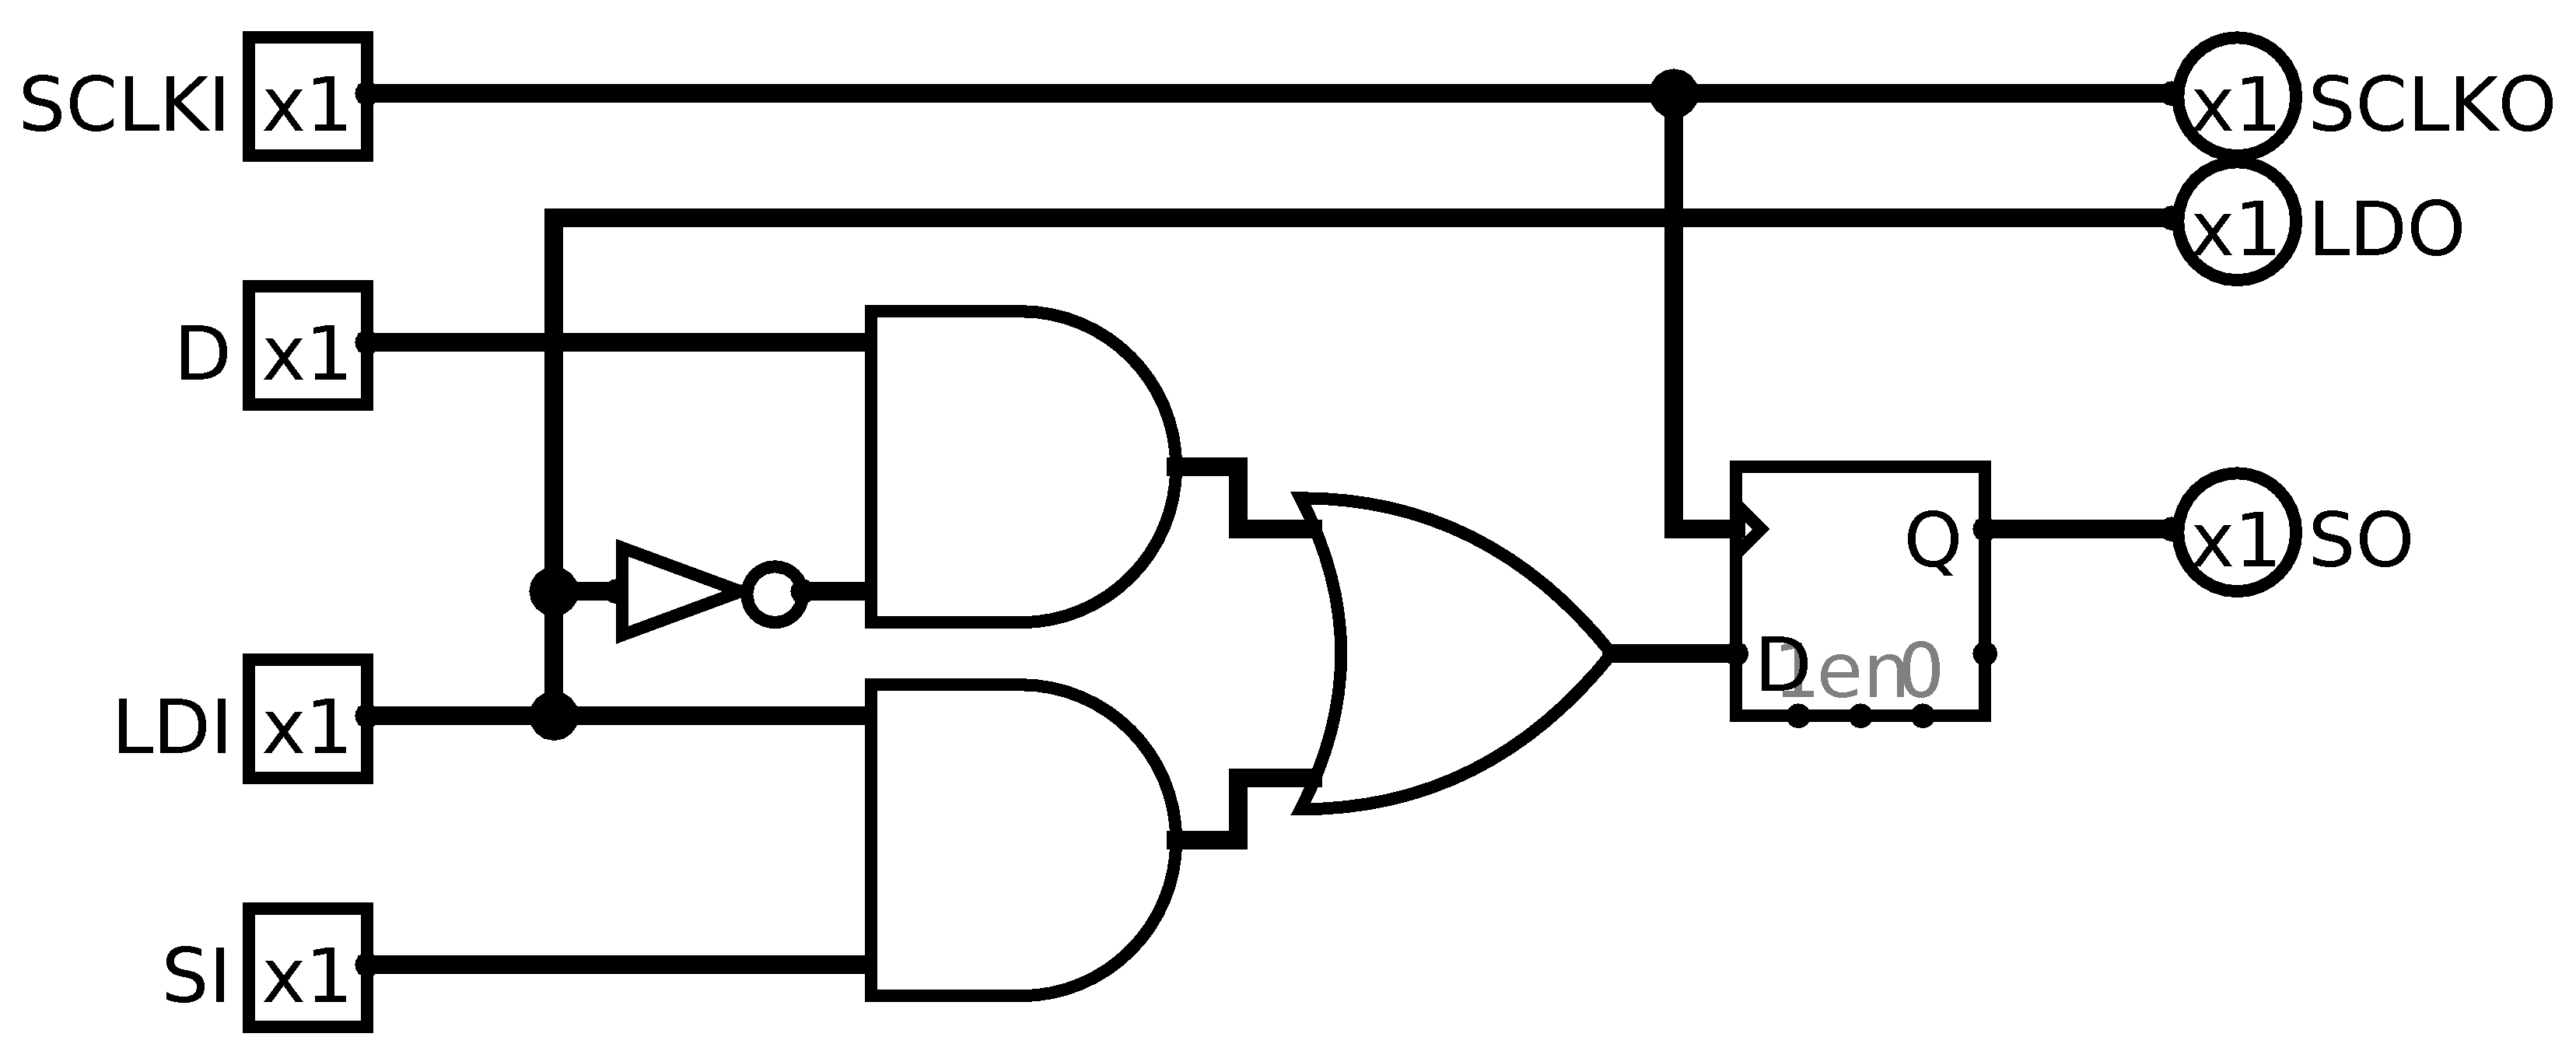 SCLKI x1 x1 SCLKO
x1 LDO
D x1
Q x1 SO
D 1 en 0
LDI x1
SI x1